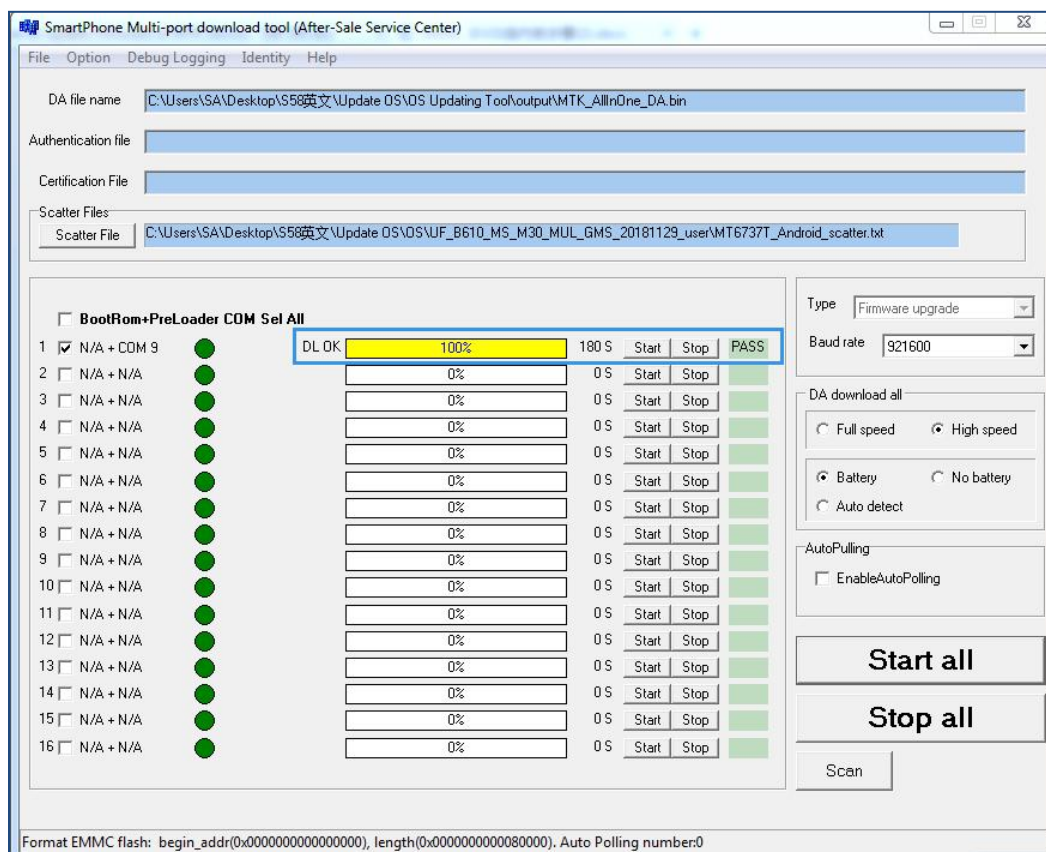 SmartPhone Multi-port download tool (After-Sale Service Center)
File Option Debug Logging Identity Help
DA file name C:\Users\SA\Desktop\S58英文\Update OS\OS Updating Tool\output\MTK_AllInOne_DA.bin
Authentication file
Certification File
Scatter Files
Scatter File C:\Users\SA\Desktop\S58英文\Update OS\OS\UF_B610_MS_M30_MUL_GMS_20181129_user\MT6737T_Android_scatter.txt
BootRom+PreLoader COM Sel All
1 N/A + COM 9 DL OK 100% 180 S Start Stop PASS
2 N/A + N/A 0% 0 S Start Stop
3 N/A + N/A 0% 0 S Start Stop
4 N/A + N/A 0% 0 S Start Stop
5 N/A + N/A 0% 0 S Start Stop
6 N/A + N/A 0% 0 S Start Stop
7 N/A + N/A 0% 0 S Start Stop
8 N/A + N/A 0% 0 S Start Stop
9 N/A + N/A 0% 0 S Start Stop
10 N/A + N/A 0% 0 S Start Stop
11 N/A + N/A 0% 0 S Start Stop
12 N/A + N/A 0% 0 S Start Stop
13 N/A + N/A 0% 0 S Start Stop
14 N/A + N/A 0% 0 S Start Stop
15 N/A + N/A 0% 0 S Start Stop
16 N/A + N/A 0% 0 S Start Stop
Type Firmware upgrade
Baud rate 921600
DA download all
Full speed High speed
Battery No battery
Auto detect
AutoPulling
EnableAutoPolling
Start all
Stop all
Scan
Format EMMC flash: begin_addr(0x0000000000000000), length(0x0000000000080000). Auto Polling number:0